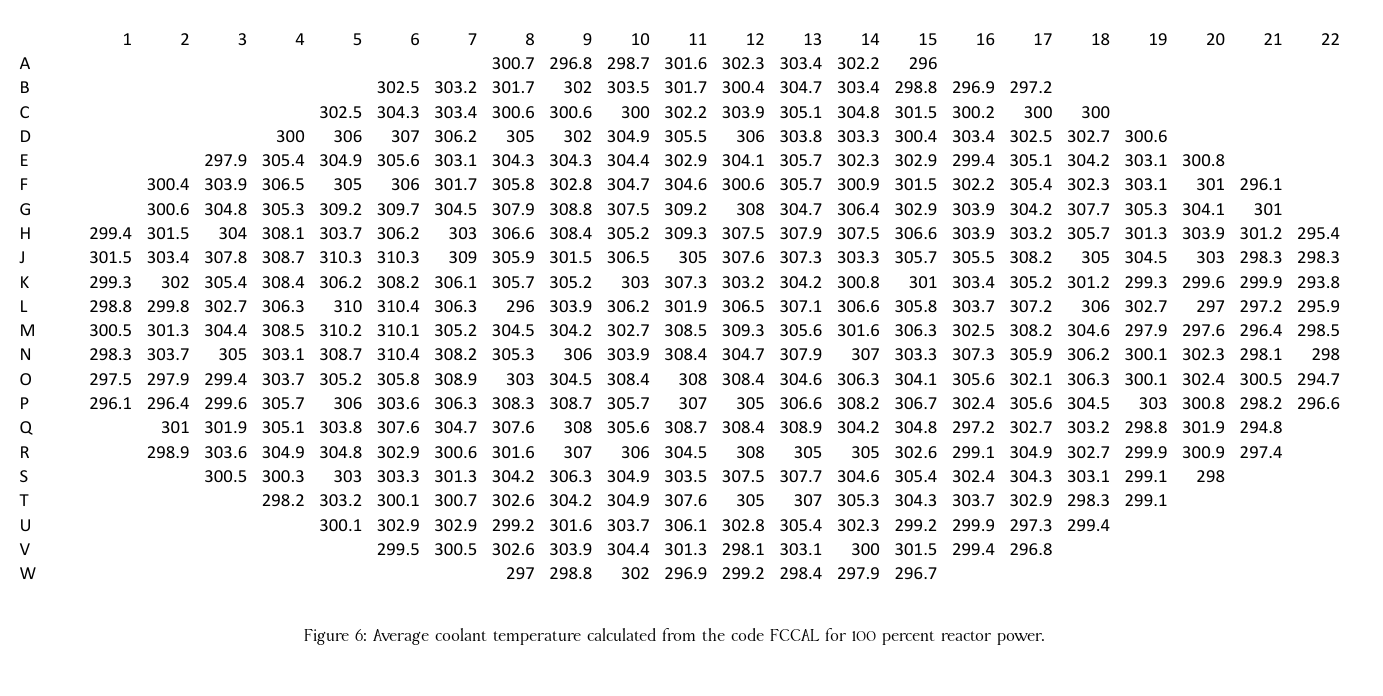 1 2 3 4 5 6 7 8 9 10 11 12 13 14 15 16 17 18 19 20 21 22
A 300.7 296.8 298.7 301.6 302.3 303.4 302.2 296
B 302.5 303.2 301.7 302 303.5 301.7 300.4 304.7 303.4 298.8 296.9 297.2
C 302.5 304.3 303.4 300.6 300.6 300 302.2 303.9 305.1 304.8 301.5 300.2 300 300
D 300 306 307 306.2 305 302 304.9 305.5 306 303.8 303.3 300.4 303.4 302.5 302.7 300.6
E 297.9 305.4 304.9 305.6 303.1 304.3 304.3 304.4 302.9 304.1 305.7 302.3 302.9 299.4 305.1 304.2 303.1 300.8
F 300.4 303.9 306.5 305 306 301.7 305.8 302.8 304.7 304.6 300.6 305.7 300.9 301.5 302.2 305.4 302.3 303.1 301 296.1
G 300.6 304.8 305.3 309.2 309.7 304.5 307.9 308.8 307.5 309.2 308 304.7 306.4 302.9 303.9 304.2 307.7 305.3 304.1 301
H 299.4 301.5 304 308.1 303.7 306.2 303 306.6 308.4 305.2 309.3 307.5 307.9 307.5 306.6 303.9 303.2 305.7 301.3 303.9 301.2 295.4
J 301.5 303.4 307.8 308.7 310.3 310.3 309 305.9 301.5 306.5 305 307.6 307.3 303.3 305.7 305.5 308.2 305 304.5 303 298.3 298.3
K 299.3 302 305.4 308.4 306.2 308.2 306.1 305.7 305.2 303 307.3 303.2 304.2 300.8 301 303.4 305.2 301.2 299.3 299.6 299.9 293.8
L 298.8 299.8 302.7 306.3 310 310.4 306.3 296 303.9 306.2 301.9 306.5 307.1 306.6 305.8 303.7 307.2 306 302.7 297 297.2 295.9
M 300.5 301.3 304.4 308.5 310.2 310.1 305.2 304.5 304.2 302.7 308.5 309.3 305.6 301.6 306.3 302.5 308.2 304.6 297.9 297.6 296.4 298.5
N 298.3 303.7 305 303.1 308.7 310.4 308.2 305.3 306 303.9 308.4 304.7 307.9 307 303.3 307.3 305.9 306.2 300.1 302.3 298.1 298
O 297.5 297.9 299.4 303.7 305.2 305.8 308.9 303 304.5 308.4 308 308.4 304.6 306.3 304.1 305.6 302.1 306.3 300.1 302.4 300.5 294.7
P 296.1 296.4 299.6 305.7 306 303.6 306.3 308.3 308.7 305.7 307 305 306.6 308.2 306.7 302.4 305.6 304.5 303 300.8 298.2 296.6
Q 301 301.9 305.1 303.8 307.6 304.7 307.6 308 305.6 308.7 308.4 308.9 304.2 304.8 297.2 302.7 303.2 298.8 301.9 294.8
R 298.9 303.6 304.9 304.8 302.9 300.6 301.6 307 306 304.5 308 305 305 302.6 299.1 304.9 302.7 299.9 300.9 297.4
S 300.5 300.3 303 303.3 301.3 304.2 306.3 304.9 303.5 307.5 307.7 304.6 305.4 302.4 304.3 303.1 299.1 298
T 298.2 303.2 300.1 300.7 302.6 304.2 304.9 307.6 305 307 305.3 304.3 303.7 302.9 298.3 299.1
U 300.1 302.9 302.9 299.2 301.6 303.7 306.1 302.8 305.4 302.3 299.2 299.9 297.3 299.4
V 299.5 300.5 302.6 303.9 304.4 301.3 298.1 303.1 300 301.5 299.4 296.8
W 297 298.8 302 296.9 299.2 298.4 297.9 296.7
Figure 6: Average coolant temperature calculated from the code FCCAL for 100 percent reactor power.